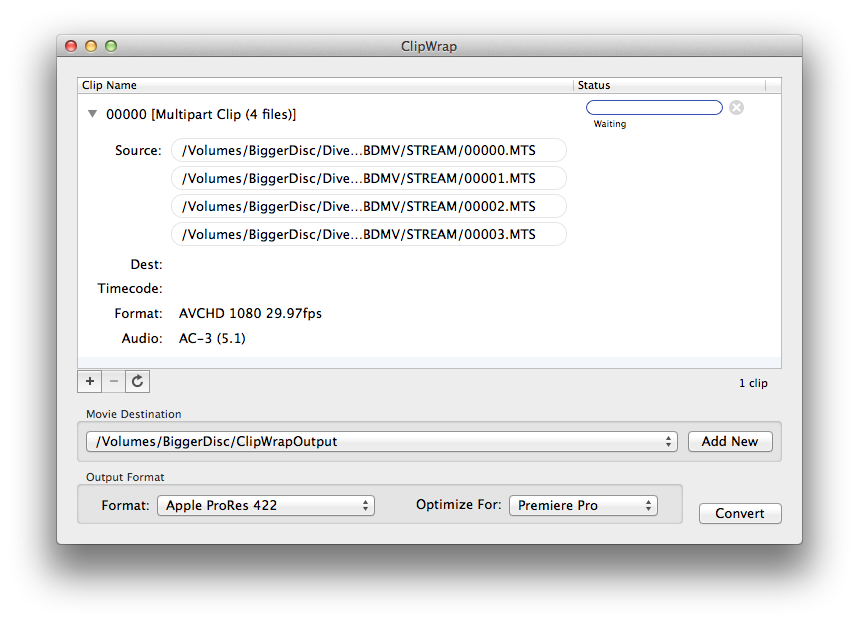 ClipWrap
Clip Name Status
00000 [Multipart Clip (4 files)]
Waiting
Source: /Volumes/BiggerDisc/Dive...BDMV/STREAM/00000.MTS
/Volumes/BiggerDisc/Dive...BDMV/STREAM/00001.MTS
/Volumes/BiggerDisc/Dive...BDMV/STREAM/00002.MTS
/Volumes/BiggerDisc/Dive...BDMV/STREAM/00003.MTS
Dest:
Timecode:
Format: AVCHD 1080 29.97fps
Audio: AC-3 (5.1)
1 clip
Movie Destination
/Volumes/BiggerDisc/ClipWrapOutput Add New
Output Format
Format: Apple ProRes 422 Optimize For: Premiere Pro
Convert